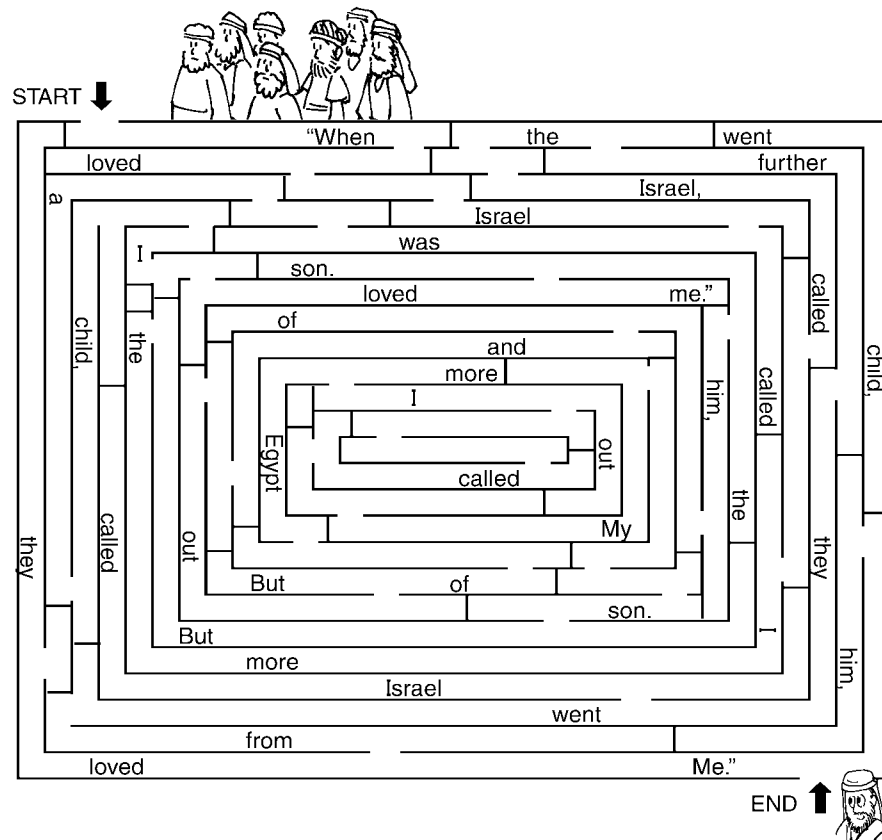 START
“When the went
loved further
a Israel,
Israel
I was
son.
called
loved me.”
of
child, the and him, called child,
more
I
Egypt out
called
they called out My the they
But of
son.
But I
more him,
Israel
went
from
loved Me.”
END